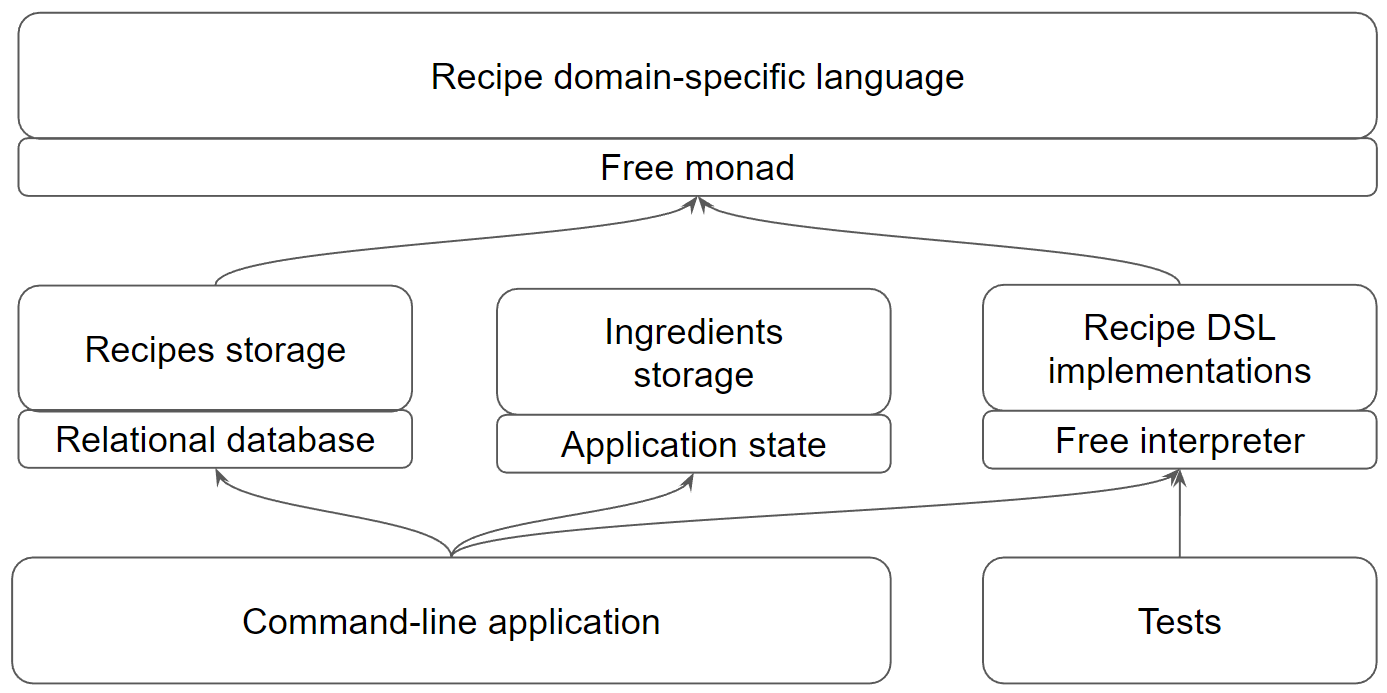 Recipe domain-specific language
Free monad
Recipes storage
Relational database
Ingredients
storage
Application state
Recipe DSL
implementations
Free interpreter
Command-line application
Tests